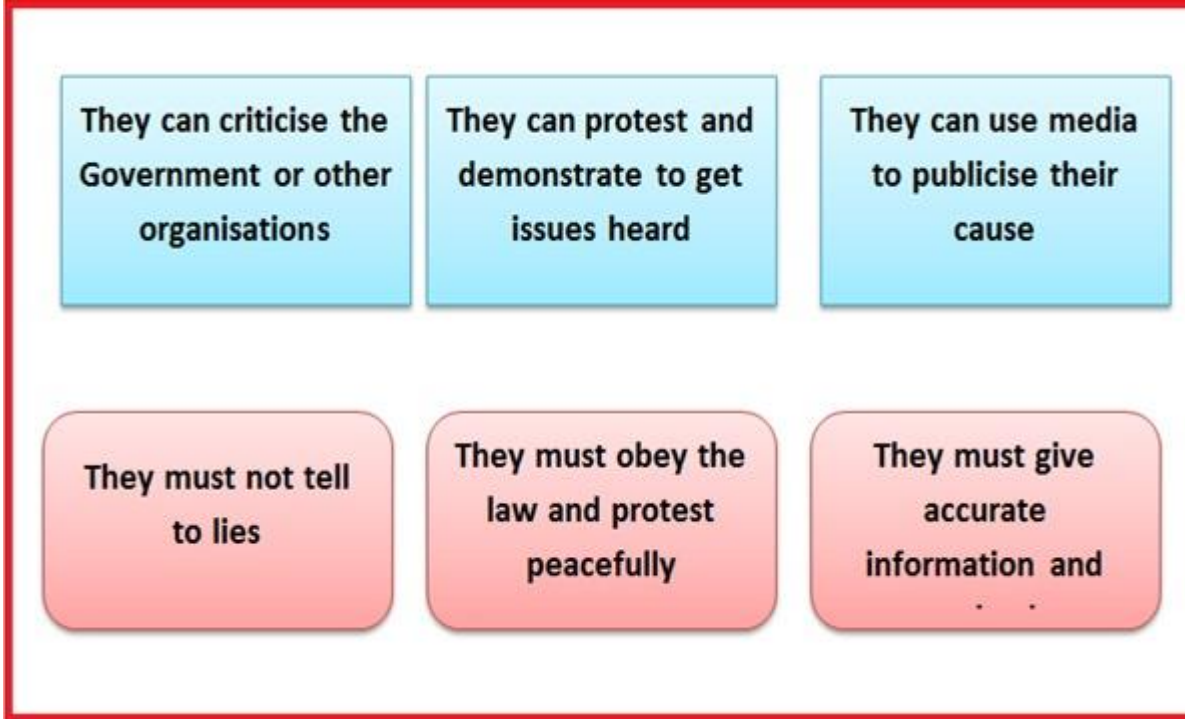 They can criticise the
Government or other
organisations
They can protest and
demonstrate to get
issues heard
They can use media
to publicise their
cause
They must not tell
to lies
They must obey the
law and protest
peacefully
They must give
accurate
information and